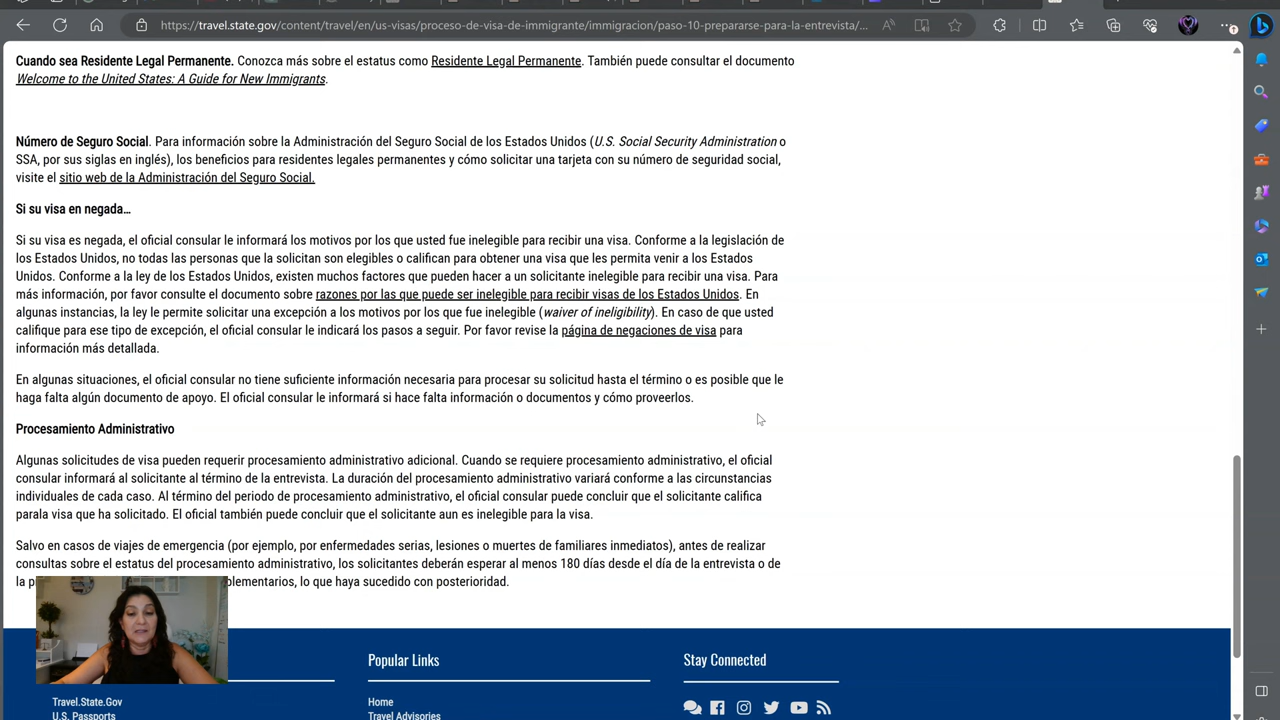 https://travel.state.gov/content/travel/en/us-visas/proceso-de-visa-de-immigrante/immigracion/paso-10-prepararse-para-la-entrevista/...
Cuando sea Residente Legal Permanente. Conozca más sobre el estatus como Residente Legal Permanente. También puede consultar el documento
Welcome to the United States: A Guide for New Immigrants.
Número de Seguro Social. Para información sobre la Administración del Seguro Social de los Estados Unidos (U.S. Social Security Administration o
SSA, por sus siglas en inglés), los beneficios para residentes legales permanentes y cómo solicitar una tarjeta con su número de seguridad social,
visite el sitio web de la Administración del Seguro Social.
Si su visa en negada...
Si su visa es negada, el oficial consular le informará los motivos por los que usted fue inelegible para recibir una visa. Conforme a la legislación de
los Estados Unidos, no todas las personas que la solicitan son elegibles o califican para obtener una visa que les permita venir a los Estados
Unidos. Conforme a la ley de los Estados Unidos, existen muchos factores que pueden hacer a un solicitante inelegible para recibir una visa. Para
más información, por favor consulte el documento sobre razones por las que puede ser inelegible para recibir visas de los Estados Unidos. En
algunas instancias, la ley le permite solicitar una excepción a los motivos por los que fue inelegible (waiver of ineligibility). En caso de que usted
califique para ese tipo de excepción, el oficial consular le indicará los pasos a seguir. Por favor revise la página de negaciones de visa para
información más detallada.
En algunas situaciones, el oficial consular no tiene suficiente información necesaria para procesar su solicitud hasta el término o es posible que le
haga falta algún documento de apoyo. El oficial consular le informará si hace falta información o documentos y cómo proveerlos.
Procesamiento Administrativo
Algunas solicitudes de visa pueden requerir procesamiento administrativo adicional. Cuando se requiere procesamiento administrativo, el oficial
consular informará al solicitante al término de la entrevista. La duración del procesamiento administrativo variará conforme a las circunstancias
individuales de cada caso. Al término del periodo de procesamiento administrativo, el oficial consular puede concluir que el solicitante califica
parala visa que ha solicitado. El oficial también puede concluir que el solicitante aun es inelegible para la visa.
Salvo en casos de viajes de emergencia (por ejemplo, por enfermedades serias, lesiones o muertes de familiares inmediatos), antes de realizar
consultas sobre el estatus del procesamiento administrativo, los solicitantes deberán esperar al menos 180 días desde el día de la entrevista o de
la lo que haya sucedido con posterioridad.
Popular Links
Stay Connected
Travel.State.Gov
Home
U.S. Passports
Travel Advisories